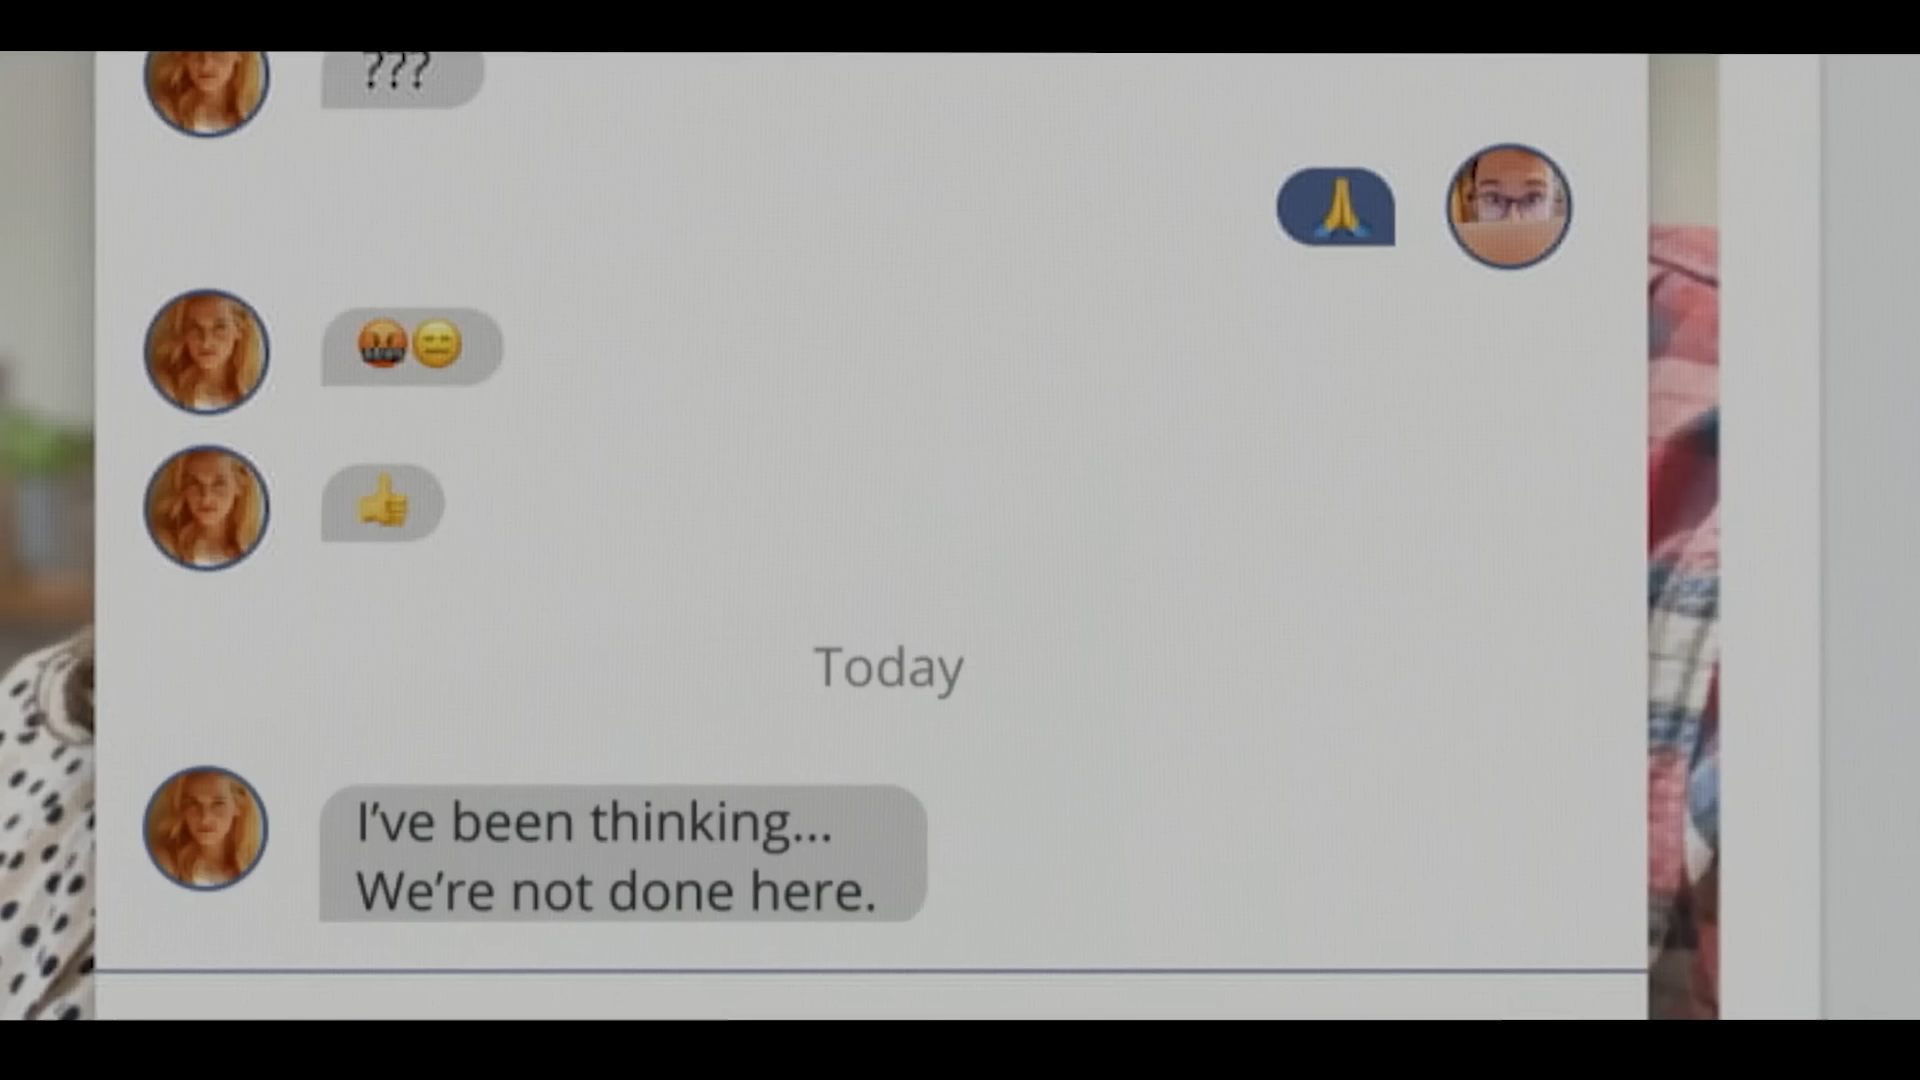 ???
🙏
🤬😑
👍
Today
I’ve been thinking...
We’re not done here.